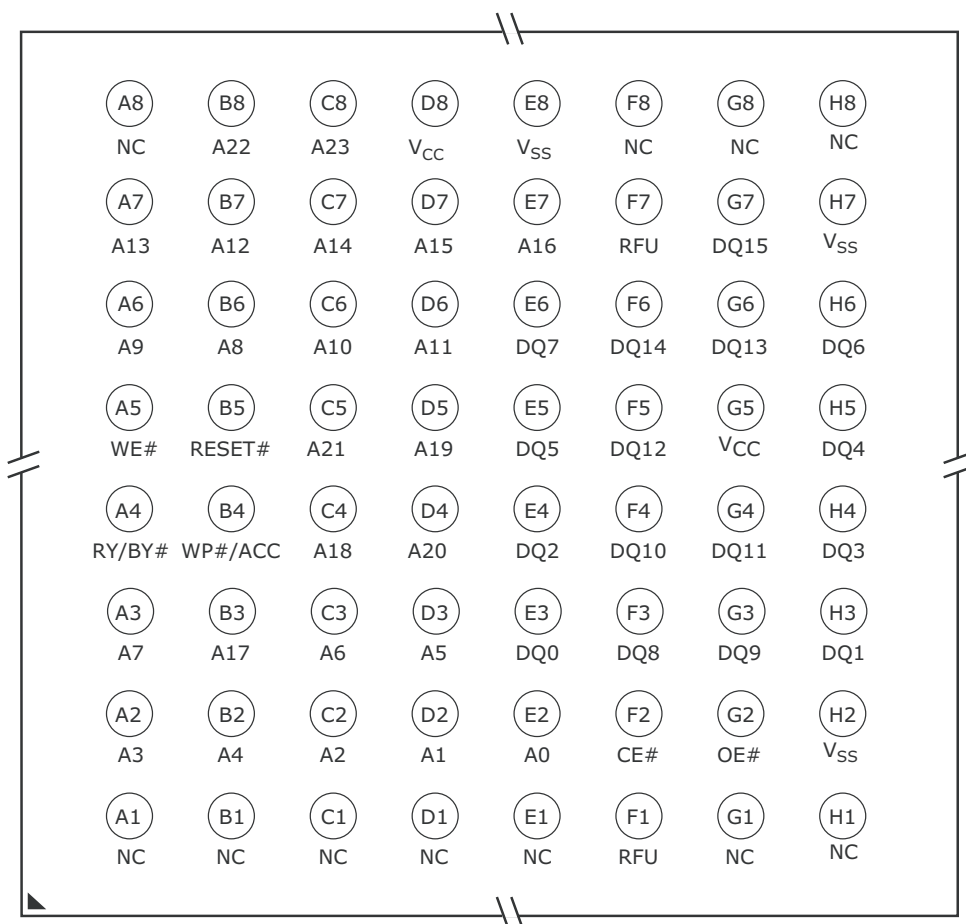 A8 B8 C8 D8 E8 F8 G8 H8
NC A22 A23 VCC VSS NC NC NC
A7 B7 C7 D7 E7 F7 G7 H7
A13 A12 A14 A15 A16 RFU DQ15 VSS
A6 B6 C6 D6 E6 F6 G6 H6
A9 A8 A10 A11 DQ7 DQ14 DQ13 DQ6
A5 B5 C5 D5 E5 F5 G5 H5
WE# RESET# A21 A19 DQ5 DQ12 VCC DQ4
A4 B4 C4 D4 E4 F4 G4 H4
RY/BY# WP#/ACC A18 A20 DQ2 DQ10 DQ11 DQ3
A3 B3 C3 D3 E3 F3 G3 H3
A7 A17 A6 A5 DQ0 DQ8 DQ9 DQ1
A2 B2 C2 D2 E2 F2 G2 H2
A3 A4 A2 A1 A0 CE# OE# VSS
A1 B1 C1 D1 E1 F1 G1 H1
NC NC NC NC NC RFU NC NC